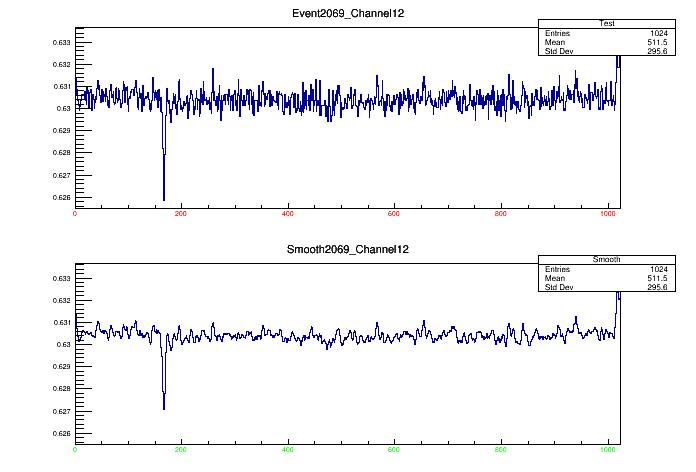 Event2069_Channel12
Test
Entries 1024
Mean 511.5
Std Dev 295.6
0.633
0.632
0.631
0.63
0.629
0.628
0.627
0.626
0 200 400 600 800 1000
Smooth2069_Channel12
Smooth
Entries 1024
Mean 511.5
Std Dev 295.6
0.633
0.632
0.631
0.63
0.629
0.628
0.627
0.626
0 200 400 600 800 1000